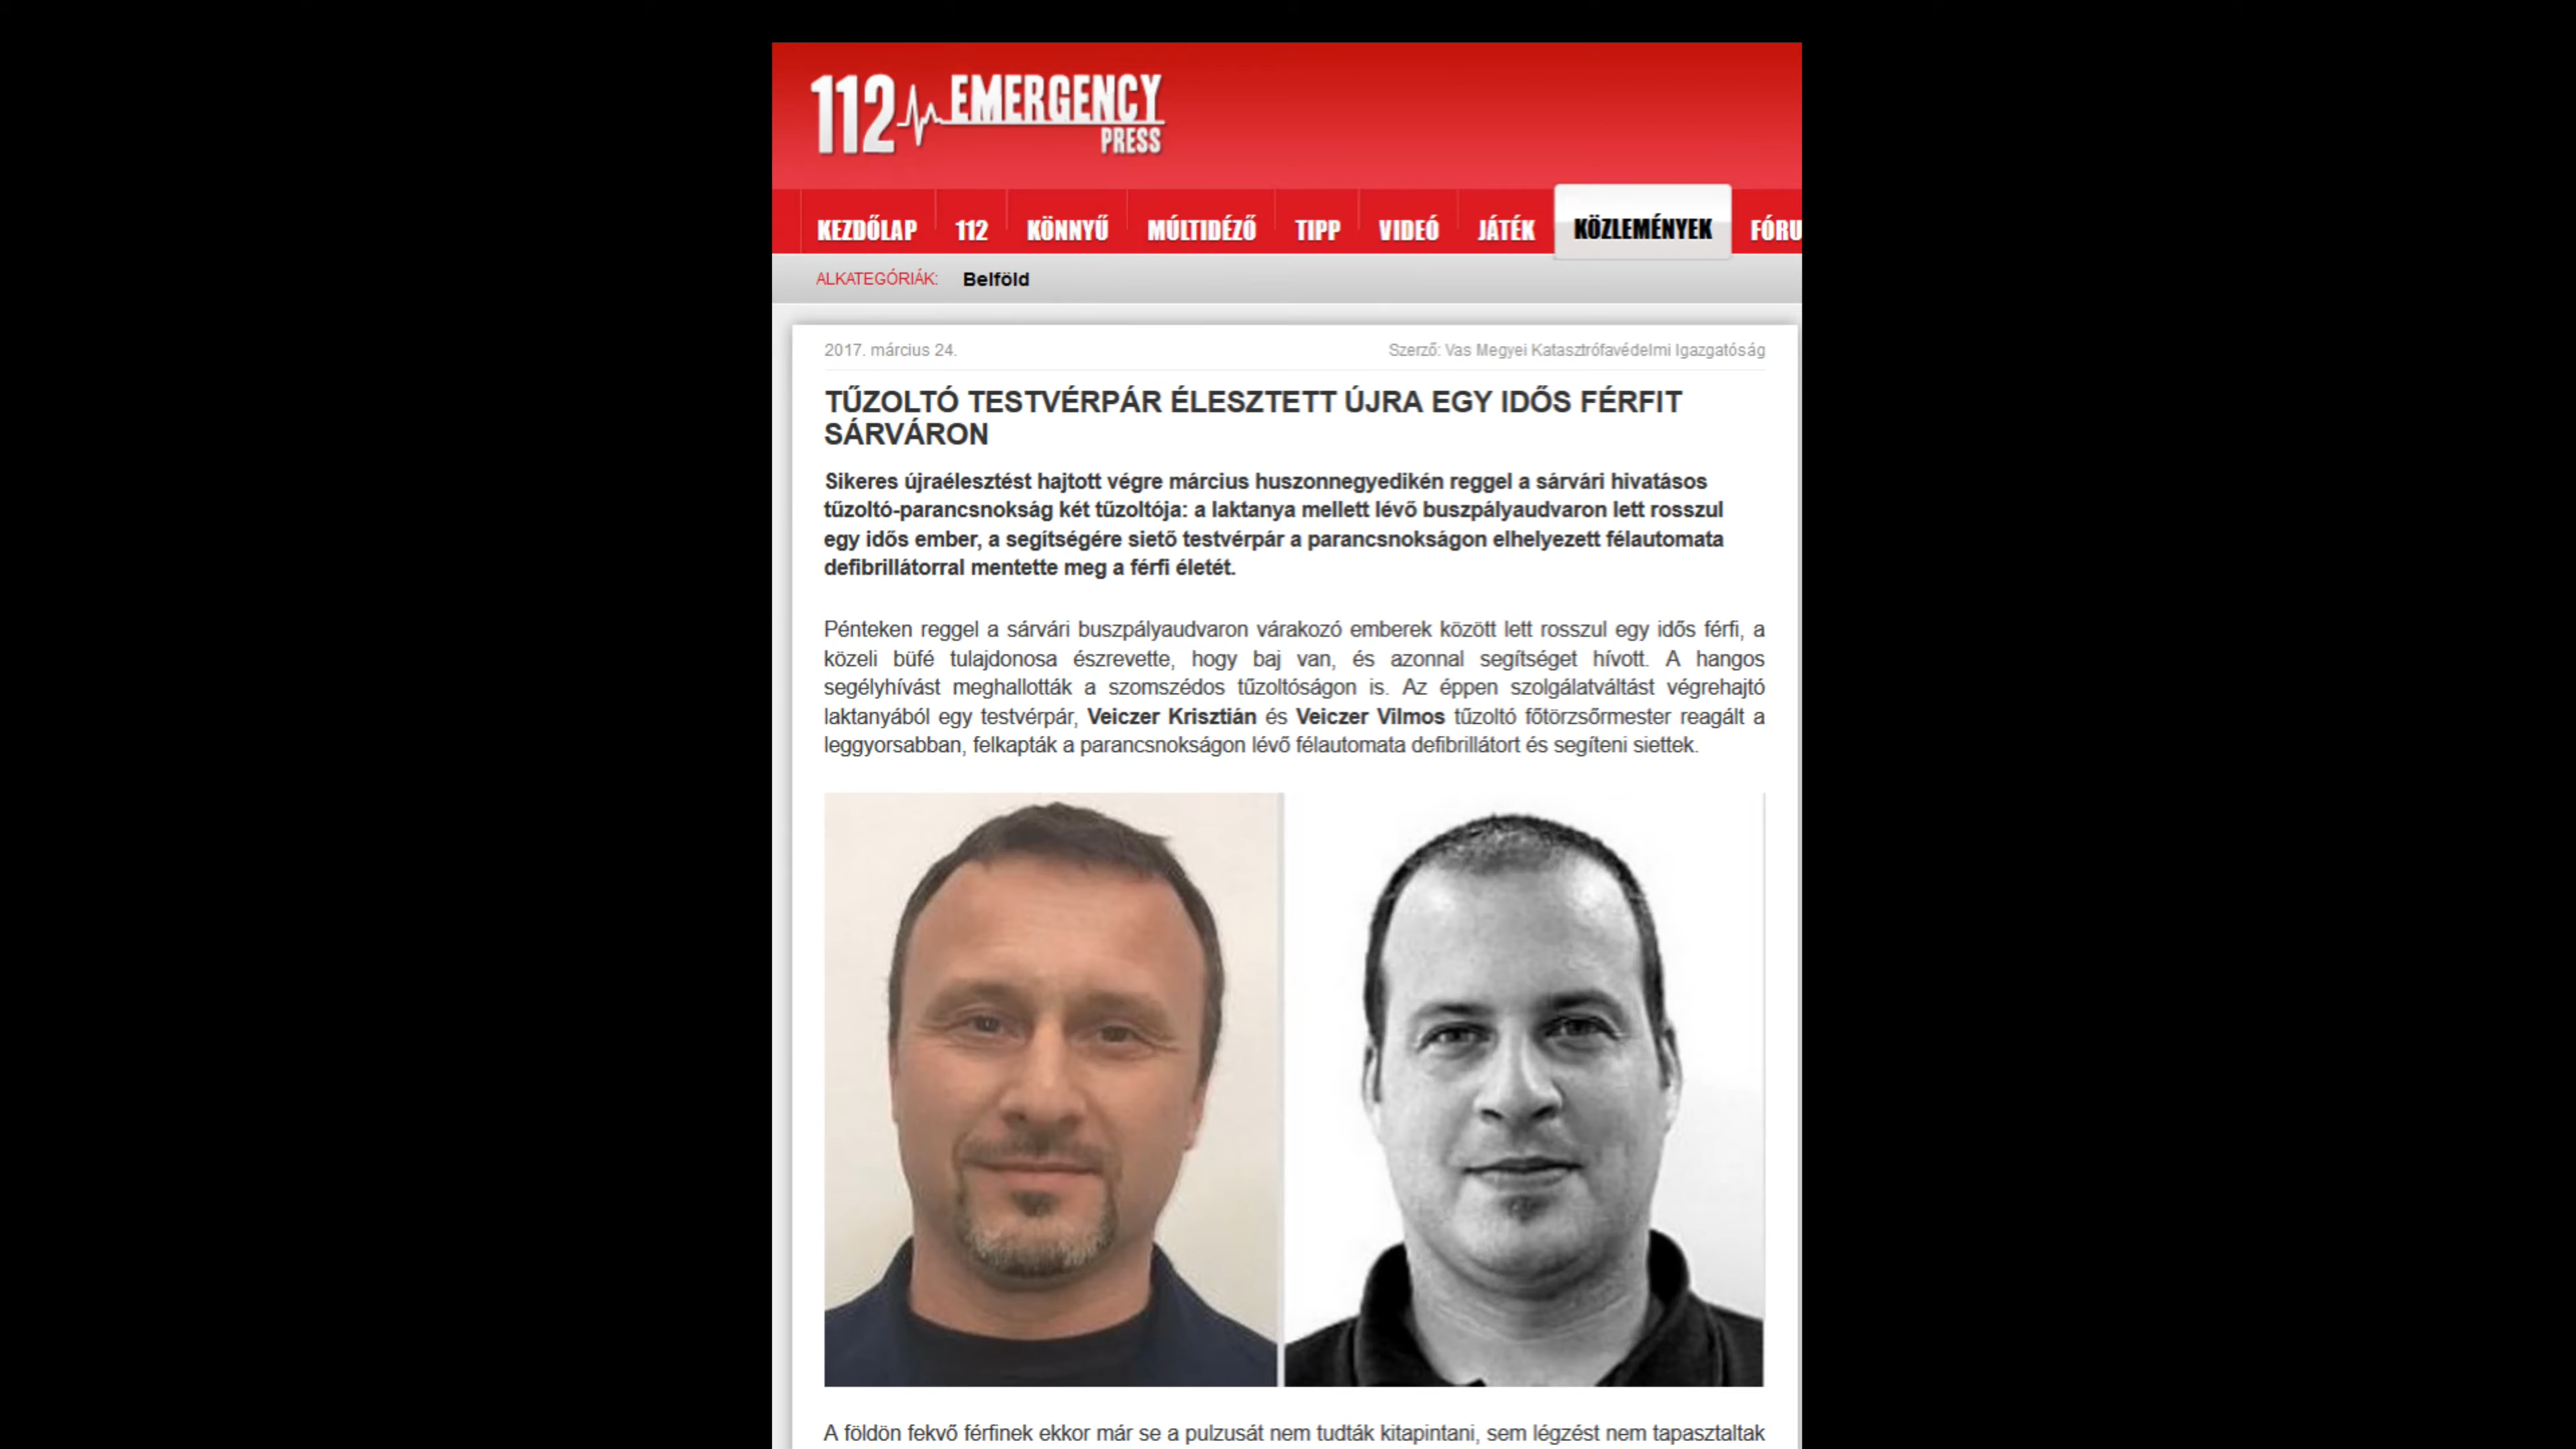 112 EMERGENCY
PRESS
KEZDŐLAP 112 KÖNNYŰ MÚLTIDÉZŐ TIPP VIDEÓ JÁTÉK KÖZLEMÉNYEK FÓRU
ALKATEGÓRIÁK: Belföld
2017. március 24. Szerző: Vas Megyei Katasztrófavédelmi Igazgatóság
TŰZOLTÓ TESTVÉRPÁR ÉLESZTETT ÚJRA EGY IDŐS FÉRFIT
SÁRVÁRON
Sikeres újraélesztést hajtott végre március huszonnegyedikén reggel a sárvári hivatásos
tűzoltó-parancsnokság két tűzoltója: a laktanya mellett lévő buszpályaudvaron lett rosszul
egy idős ember, a segítségére siető testvérpár a parancsnokságon elhelyezett félautomata
defibrillátorral mentette meg a férfi életét.
Pénteken reggel a sárvári buszpályaudvaron várakozó emberek között lett rosszul egy idős férfi, a
közeli büfé tulajdonosa észrevette, hogy baj van, és azonnal segítséget hívott. A hangos
segélyhívást meghallották a szomszédos tűzoltóságon is. Az éppen szolgálatváltást végrehajtó
laktanyából egy testvérpár, Veiczer Krisztián és Veiczer Vilmos tűzoltó főtörzsőrmester reagált a
leggyorsabban, felkapták a parancsnokságon lévő félautomata defibrillátort és segíteni siettek.
A földön fekvő férfinek ekkor már se a pulzusát nem tudták kitapintani, sem légzést nem tapasztaltak